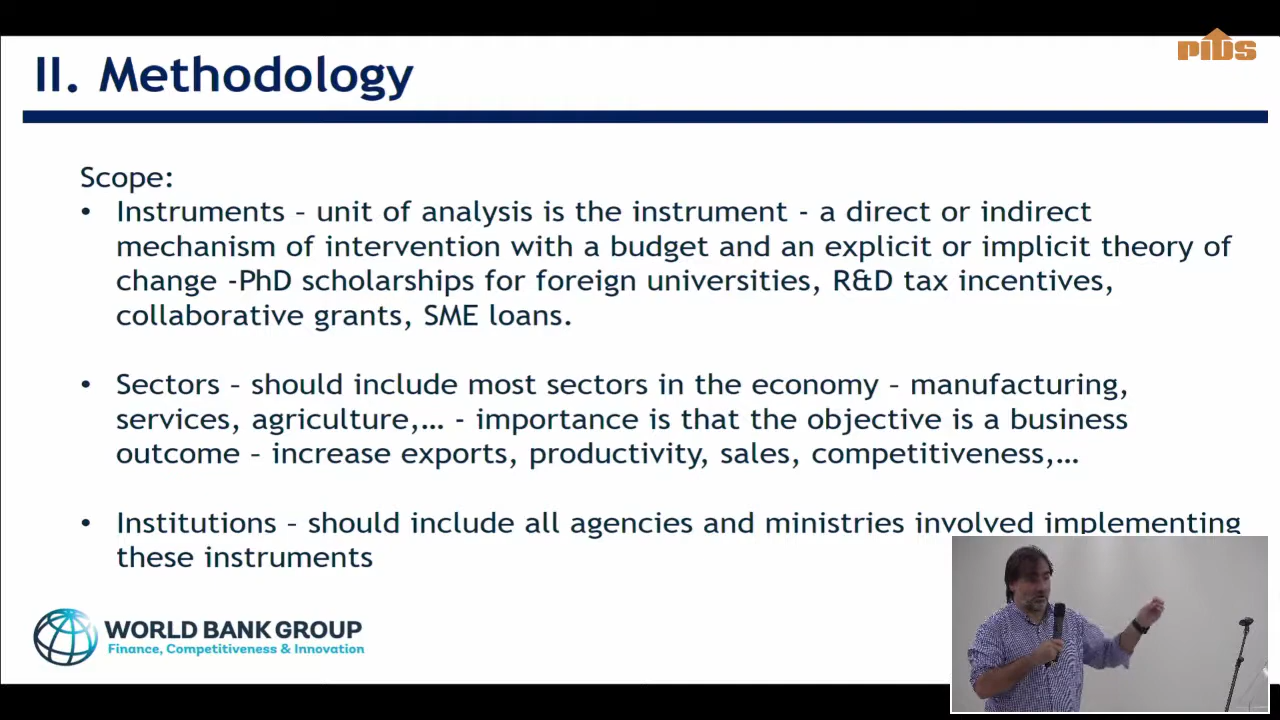 PIDS
II. Methodology
Scope:
• Instruments – unit of analysis is the instrument - a direct or indirect
mechanism of intervention with a budget and an explicit or implicit theory of
change -PhD scholarships for foreign universities, R&D tax incentives,
collaborative grants, SME loans.
• Sectors – should include most sectors in the economy – manufacturing,
services, agriculture,… - importance is that the objective is a business
outcome – increase exports, productivity, sales, competitiveness,…
• Institutions – should include all agencies and ministries involved implementing
these instruments
WORLD BANK GROUP
Finance, Competitiveness & Innovation